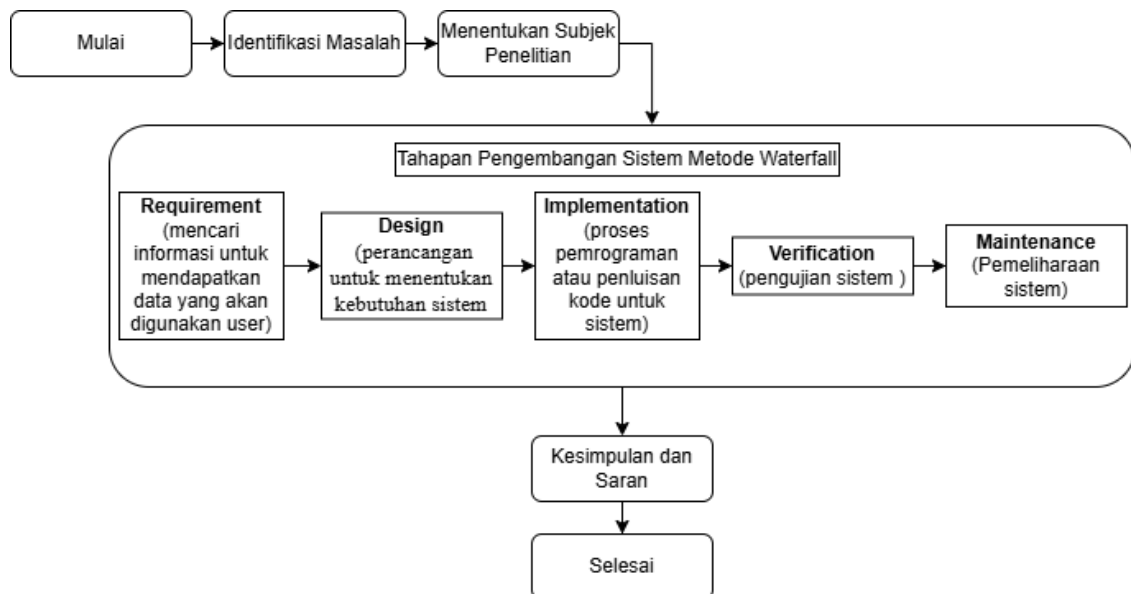 Mulai
Identifikasi Masalah
Menentukan Subjek
Penelitian
Tahapan Pengembangan Sistem Metode Waterfall
Requirement
(mencari
informasi untuk
mendapatkan
data yang akan
digunakan user)
Design
(perancangan
untuk menentukan
kebutuhan sistem
Implementation
(proses
pemrograman
atau penluisan
kode untuk
sistem)
Verification
(pengujian sistem )
Maintenance
(Pemeliharaan
sistem)
Kesimpulan dan
Saran
Selesai